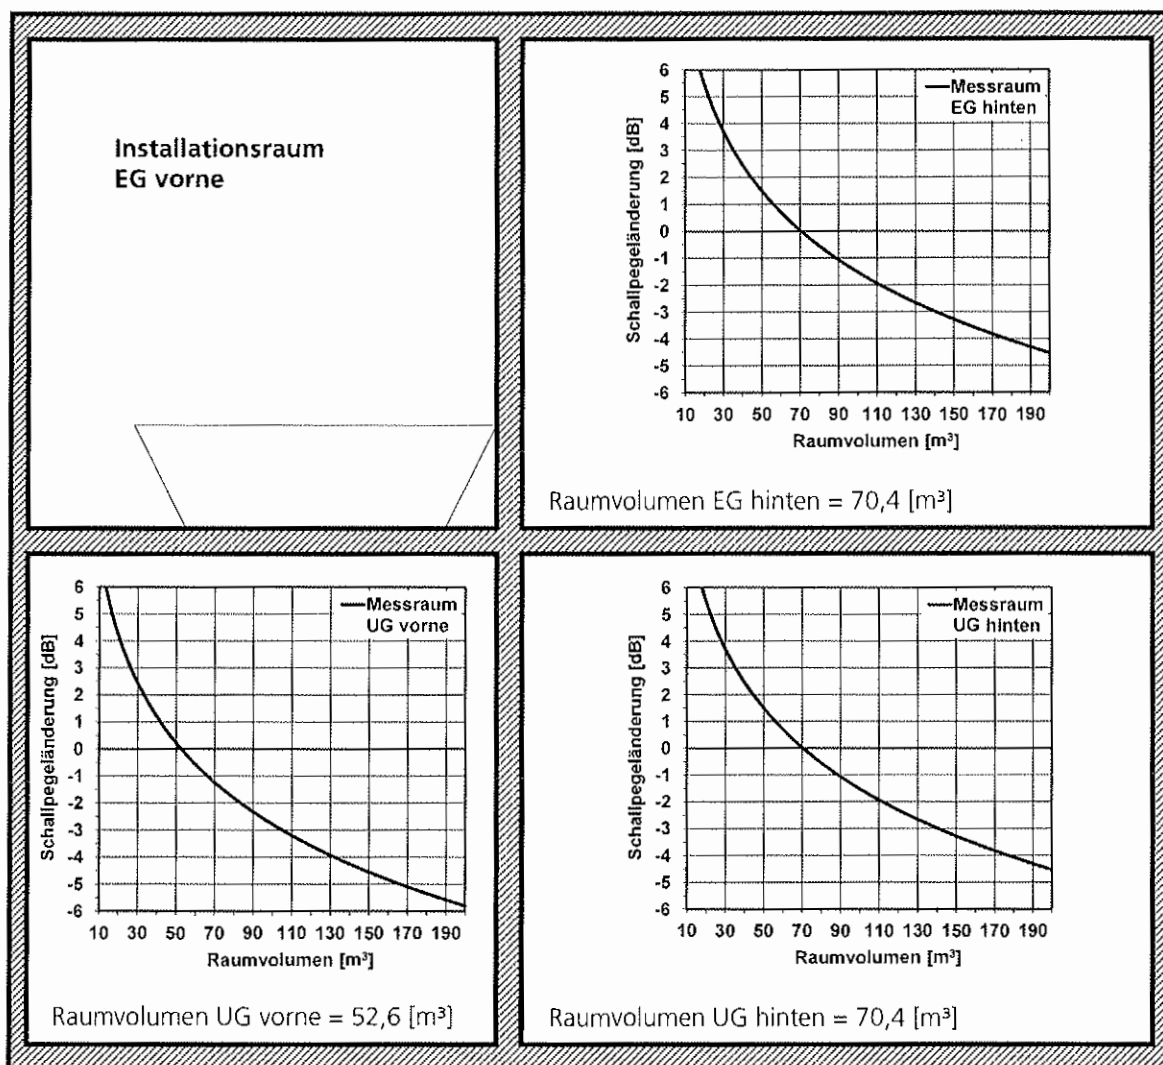 Installationsraum
EG vorne
6
5
4
3
2
1
0
-1
-2
-3
-4
-5
-6
Schallpegeländerung [dB]
Messraum
EG hinten
10 30 50 70 90 110 130 150 170 190
Raumvolumen [m³]
Raumvolumen EG hinten = 70,4 [m³]
6
5
4
3
2
1
0
-1
-2
-3
-4
-5
-6
Schallpegeländerung [dB]
Messraum
UG vorne
10 30 50 70 90 110 130 150 170 190
Raumvolumen [m³]
Raumvolumen UG vorne = 52,6 [m³]
6
5
4
3
2
1
0
-1
-2
-3
-4
-5
-6
Schallpegeländerung [dB]
Messraum
UG hinten
10 30 50 70 90 110 130 150 170 190
Raumvolumen [m³]
Raumvolumen UG hinten = 70,4 [m³]